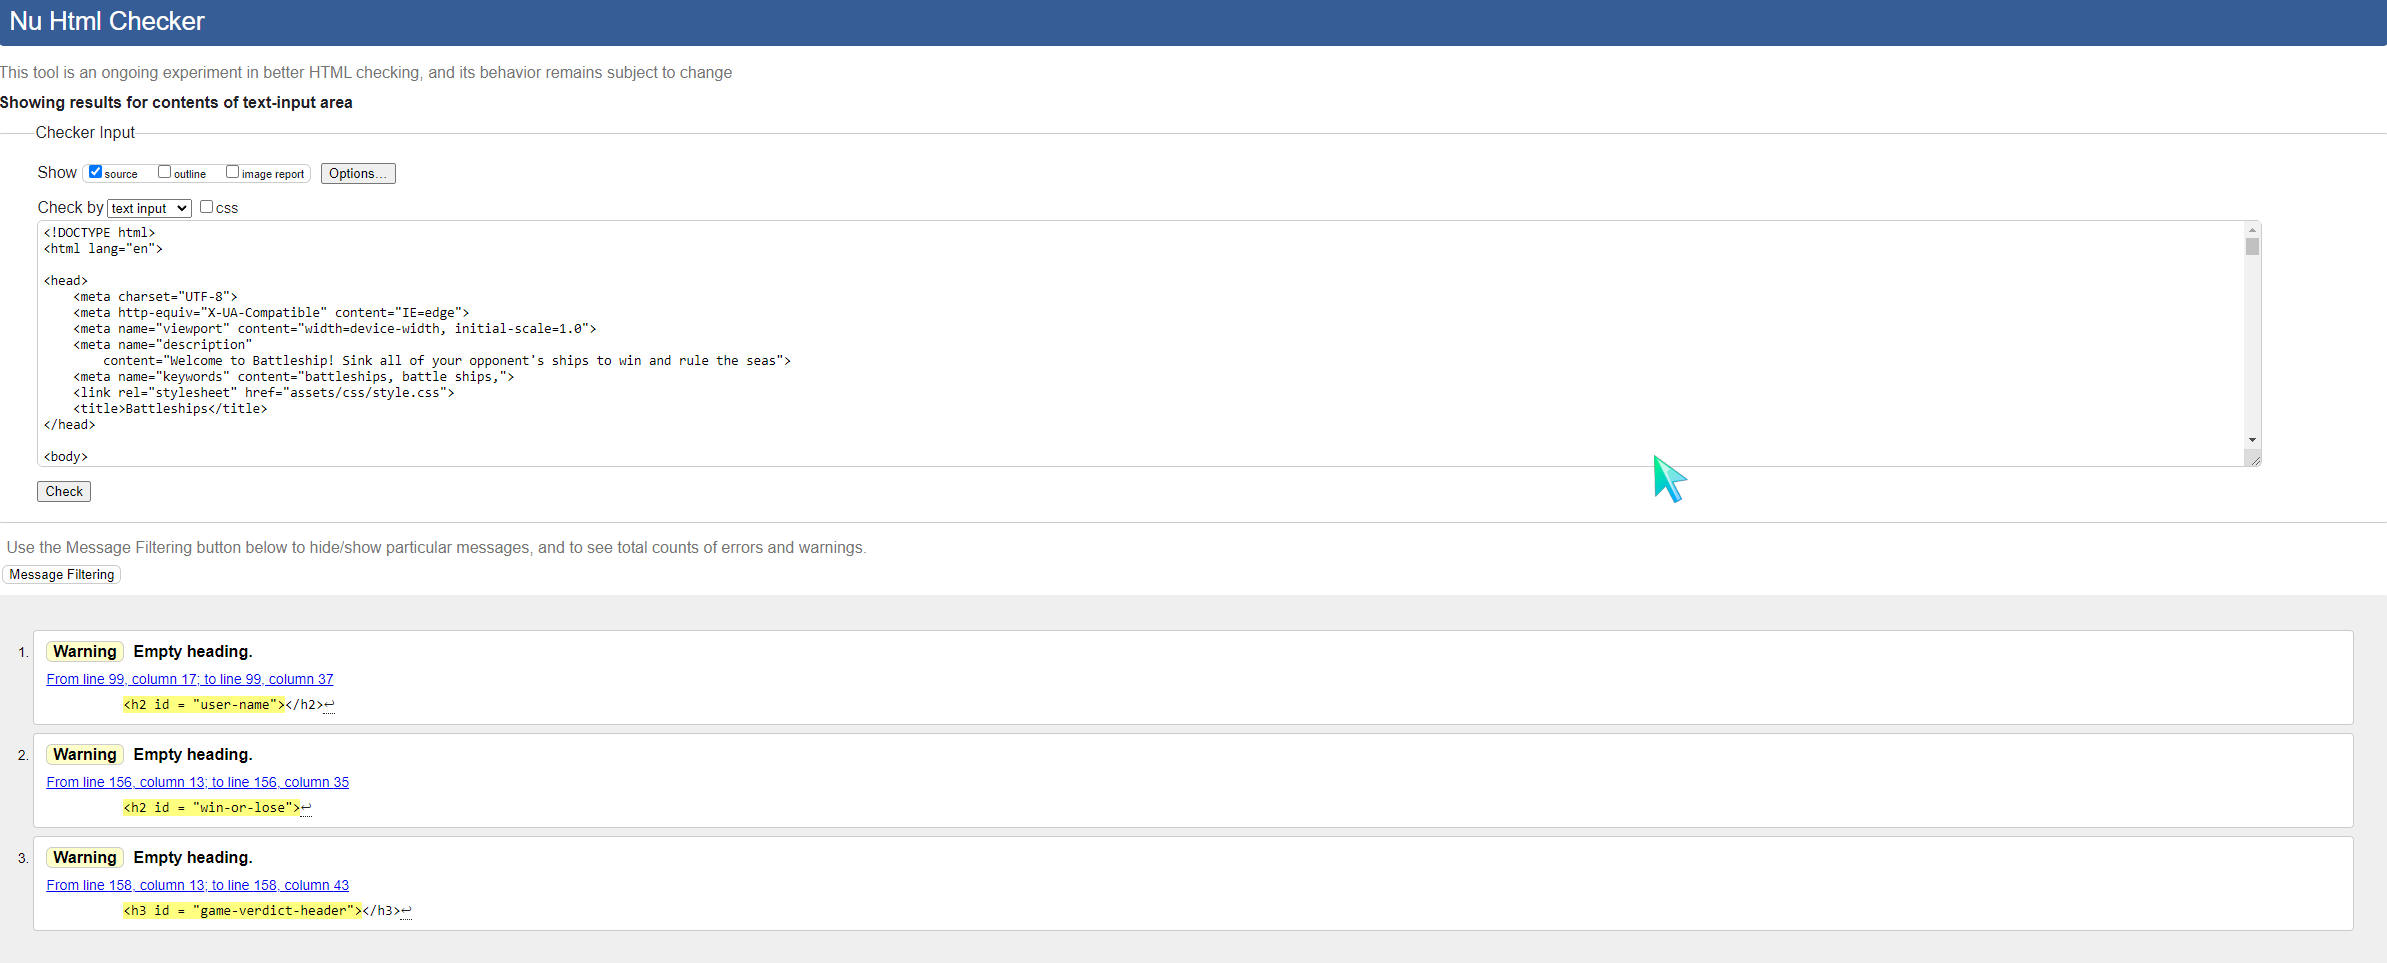 Nu Html Checker
This tool is an ongoing experiment in better HTML checking, and its behavior remains subject to change
Showing results for contents of text-input area
Checker Input
Show source outline image report Options...
Check by text input css
<!DOCTYPE html>
<html lang="en">
<head>
<meta charset="UTF-8">
<meta http-equiv="X-UA-Compatible" content="IE=edge">
<meta name="viewport" content="width=device-width, initial-scale=1.0">
<meta name="description"
content="Welcome to Battleship! Sink all of your opponent's ships to win and rule the seas">
<meta name="keywords" content="battleships, battle ships,">
<link rel="stylesheet" href="assets/css/style.css">
<title>Battleships</title>
</head>
<body>
Check
Use the Message Filtering button below to hide/show particular messages, and to see total counts of errors and warnings.
Message Filtering
1. Warning Empty heading.
From line 99, column 17; to line 99, column 37
<h2 id = "user-name"></h2>↩
2. Warning Empty heading.
From line 156, column 13; to line 156, column 35
<h2 id = "win-or-lose">↩
3. Warning Empty heading.
From line 158, column 13; to line 158, column 43
<h3 id = "game-verdict-header"></h3>↩